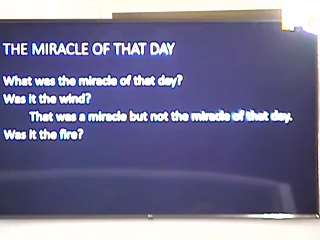 THE MIRACLE OF THAT DAY
What was the miracle of that day?
Was it the wind?
That was a miracle but not the miracle of that day.
Was it the fire?